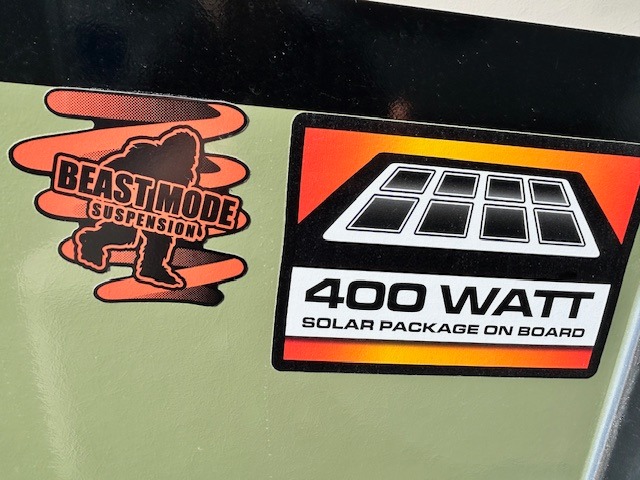 BEAST MODE
SUSPENSION
400 WATT
SOLAR PACKAGE ON BOARD